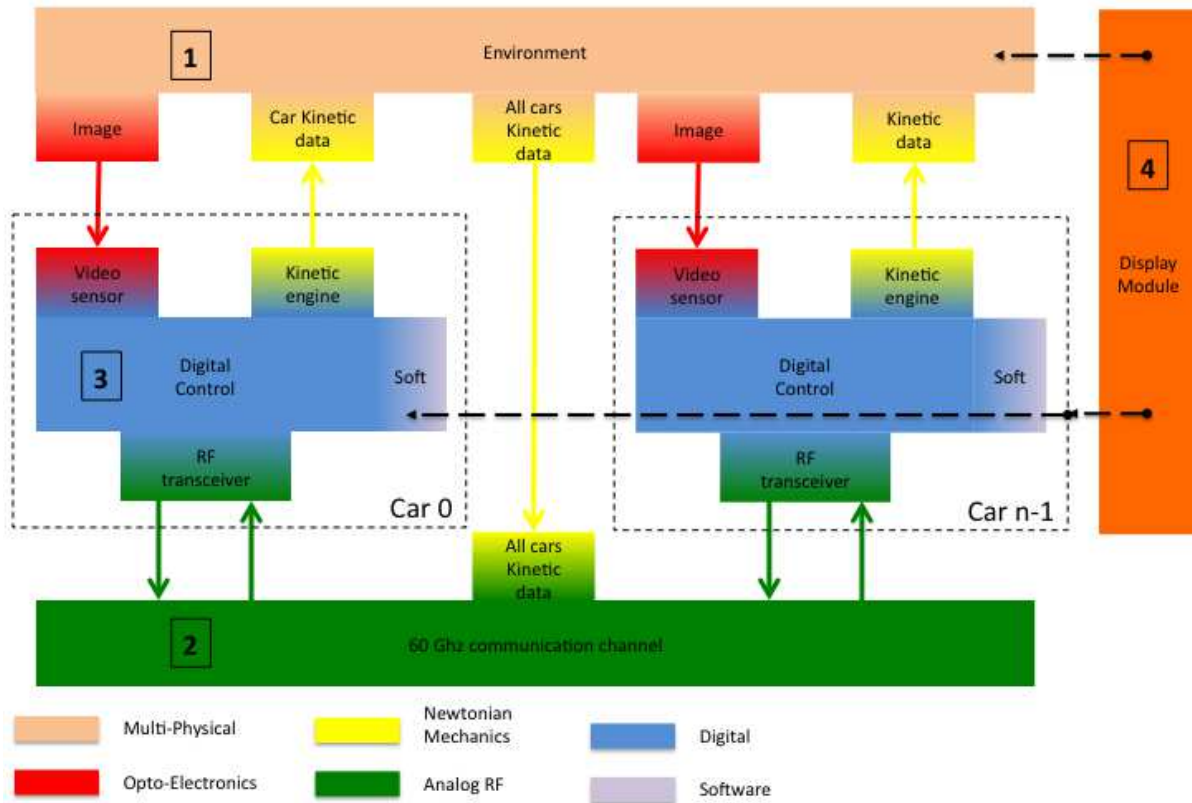 1
Environment
Image
Car Kinetic
data
All cars
Kinetic
data
Image
Kinetic
data
4
Display
Module
Video
sensor
Kinetic
engine
3
Digital
Control
Soft
RF
transceiver
Car 0
Video
sensor
Kinetic
engine
Digital
Control
Soft
RF
transceiver
Car n-1
All cars
Kinetic
data
2
60 Ghz communication channel
Multi-Physical
Newtonian
Mechanics
Digital
Opto-Electronics
Analog RF
Software